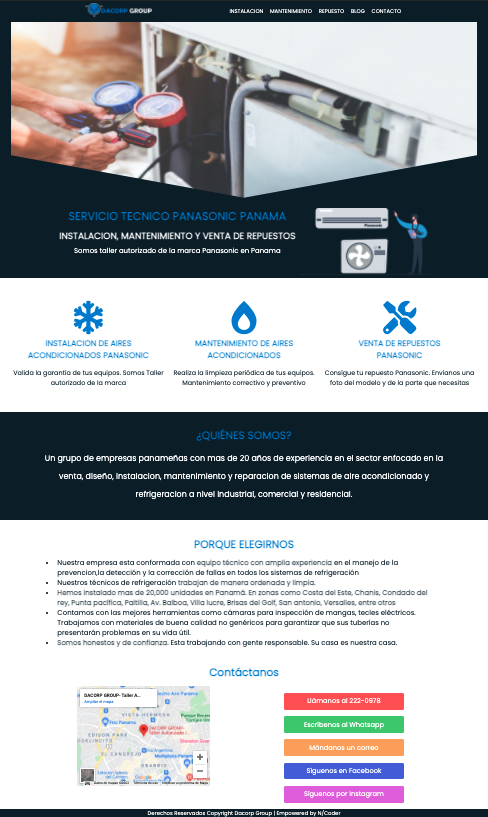 DACORP GROUP
INSTALACION MANTENIMIENTO REPUESTO BLOG CONTACTO
SERVICIO TECNICO PANASONIC PANAMA
INSTALACION, MANTENIMIENTO Y VENTA DE REPUESTOS
Somos taller autorizado de la marca Panasonic en Panama
Panasonic
INSTALACION DE AIRES
ACONDICIONADOS PANASONIC
Valida la garantia de tus equipos. Somos Taller
autorizado de la marca
MANTENIMIENTO DE AIRES
ACONDICIONADOS
Realiza la limpieza periódica de tus equipos.
Mantenimiento correctivo y preventivo
VENTA DE REPUESTOS
PANASONIC
Consigue tu repuesto Panasonic. Envianos una
foto del modelo y de la parte que necesitas
¿QUIÉNES SOMOS?
Un grupo de empresas panameñas con mas de 20 años de experiencia en el sector enfocado en la
venta, diseño, instalacion, mantenimiento y reparacion de sistemas de aire acondicionado y
refrigeracion a nivel industrial, comercial y residencial.
PORQUE ELEGIRNOS
Nuestra empresa esta conformada con equipo técnico con amplia experiencia en el manejo de la
prevencion,la detección y la corrección de fallas en todos los sistemas de refrigeración
Nuestros técnicos de refrigeración trabajan de manera ordenada y limpia.
Hemos instalado mas de 20,000 unidades en Panamá. En zonas como Costa del Este, Chanis, Condado del
rey, Punta pacifica, Paitilla, Av. Balboa, Villa lucre, Brisas del Golf, San antonio, Versalles, entre otros
Contamos con las mejores herramientas como cámaras para inspección de mangas, tecles eléctricos.
Trabajamos con materiales de buena calidad no genéricos para garantizar que sus tuberías no
presentarán problemas en su vida útil.
Somos honestos y de confianza. Esta trabajando con gente responsable. Su casa es nuestra casa.
Contáctanos
DACORP GROUP- Taller A...
Ampliar el mapa
VISTA HERMOSA
EDISON PARK
EL CANGREJO
DACORP GROUP-
Taller Autorizado
Llámanos al 222-0978
Escribenos al Whatsapp
Mándanos un correo
Siguenos en Facebook
Siguenos por Instagram
Derechos Reservados Copyright Dacorp Group | Empowered by N/Coder